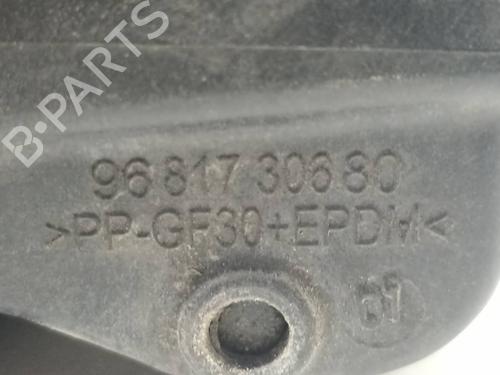 B-PARTS
96 817 306 80
>PP-GF30+EPDM<